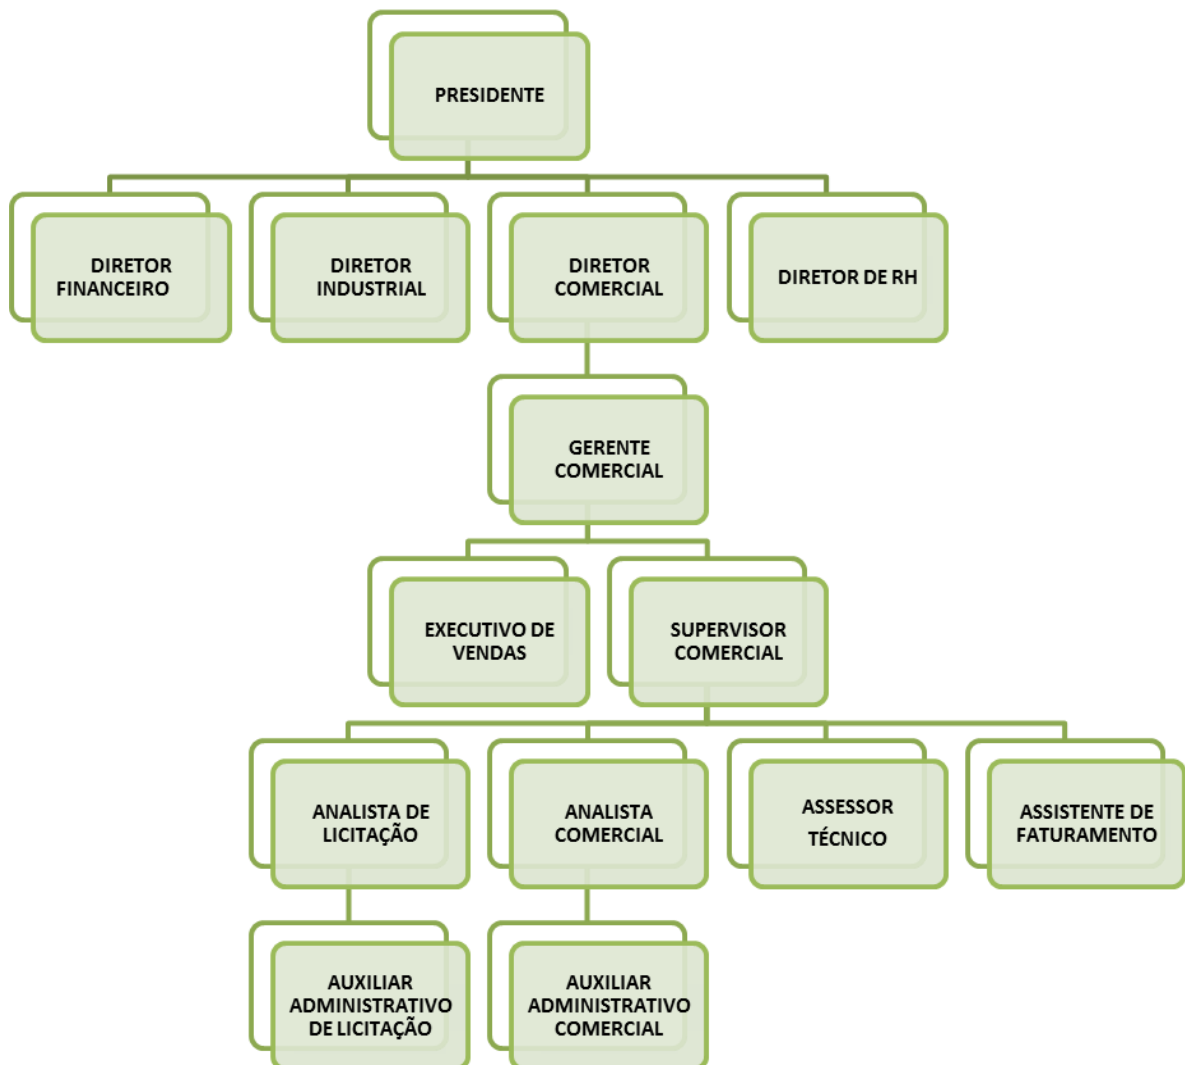 PRESIDENTE
DIRETOR
FINANCEIRO
DIRETOR
INDUSTRIAL
DIRETOR
COMERCIAL
DIRETOR DE RH
GERENTE
COMERCIAL
EXECUTIVO DE
VENDAS
SUPERVISOR
COMERCIAL
ANALISTA DE
LICITAÇÃO
ANALISTA
COMERCIAL
ASSESSOR
TÉCNICO
ASSISTENTE DE
FATURAMENTO
AUXILIAR
ADMINISTRATIVO
DE LICITAÇÃO
AUXILIAR
ADMINISTRATIVO
COMERCIAL